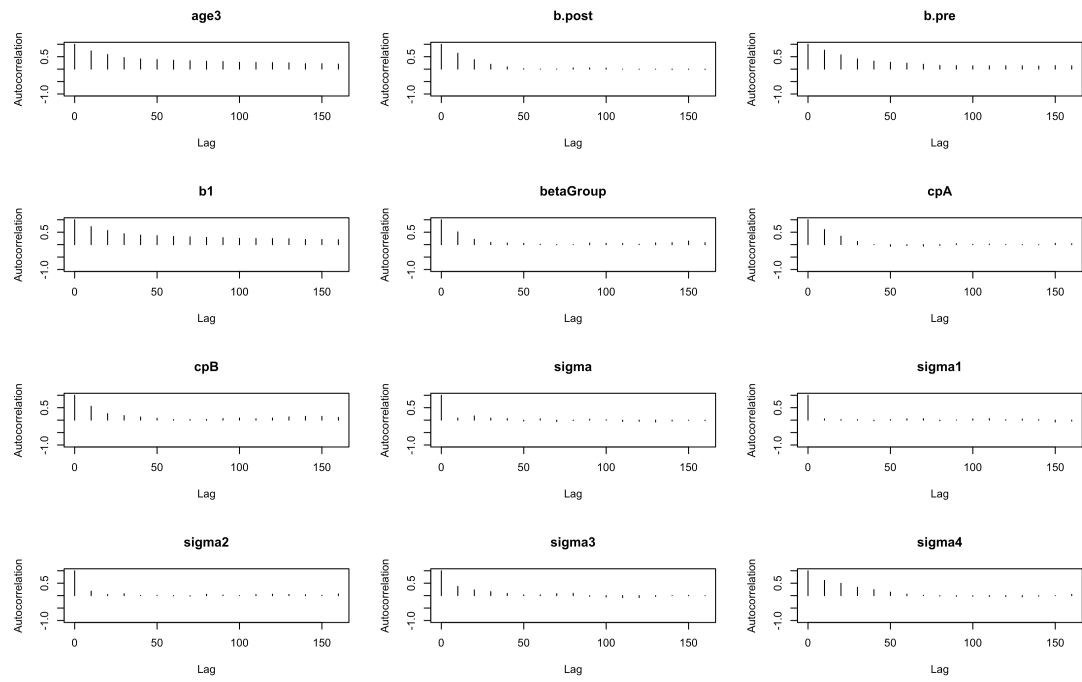 age3 b.post b.pre
Autocorrelation 0.5 -1.0 Autocorrelation 0.5 -1.0 Autocorrelation 0.5 -1.0
0 50 100 150 0 50 100 150 0 50 100 150
Lag Lag Lag
b1 betaGroup cpA
Autocorrelation 0.5 -1.0 Autocorrelation 0.5 -1.0 Autocorrelation 0.5 -1.0
0 50 100 150 0 50 100 150 0 50 100 150
Lag Lag Lag
cpB sigma sigma1
Autocorrelation 0.5 -1.0 Autocorrelation 0.5 -1.0 Autocorrelation 0.5 -1.0
0 50 100 150 0 50 100 150 0 50 100 150
Lag Lag Lag
sigma2 sigma3 sigma4
Autocorrelation 0.5 -1.0 Autocorrelation 0.5 -1.0 Autocorrelation 0.5 -1.0
0 50 100 150 0 50 100 150 0 50 100 150
Lag Lag Lag